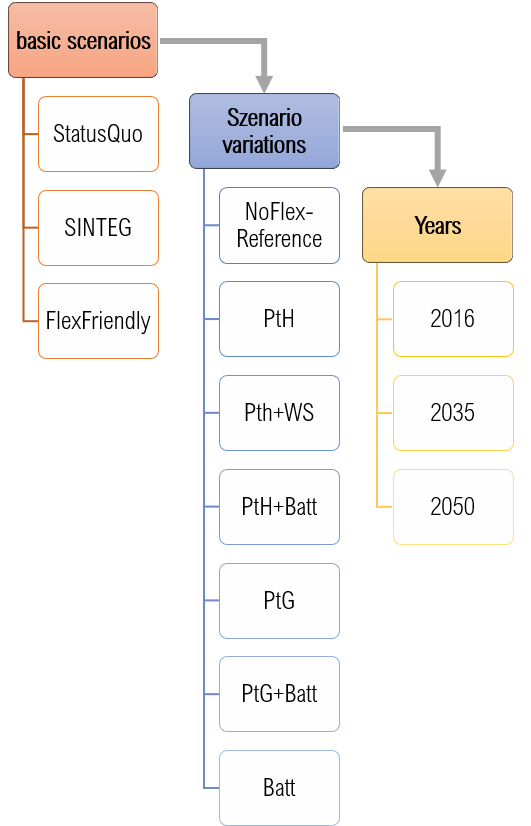 basic scenarios
StatusQuo
SINTEG
FlexFriendly
Szenario
variations
NoFlex-
Reference
PtH
Pth+WS
PtH+Batt
PtG
PtG+Batt
Batt
Years
2016
2035
2050